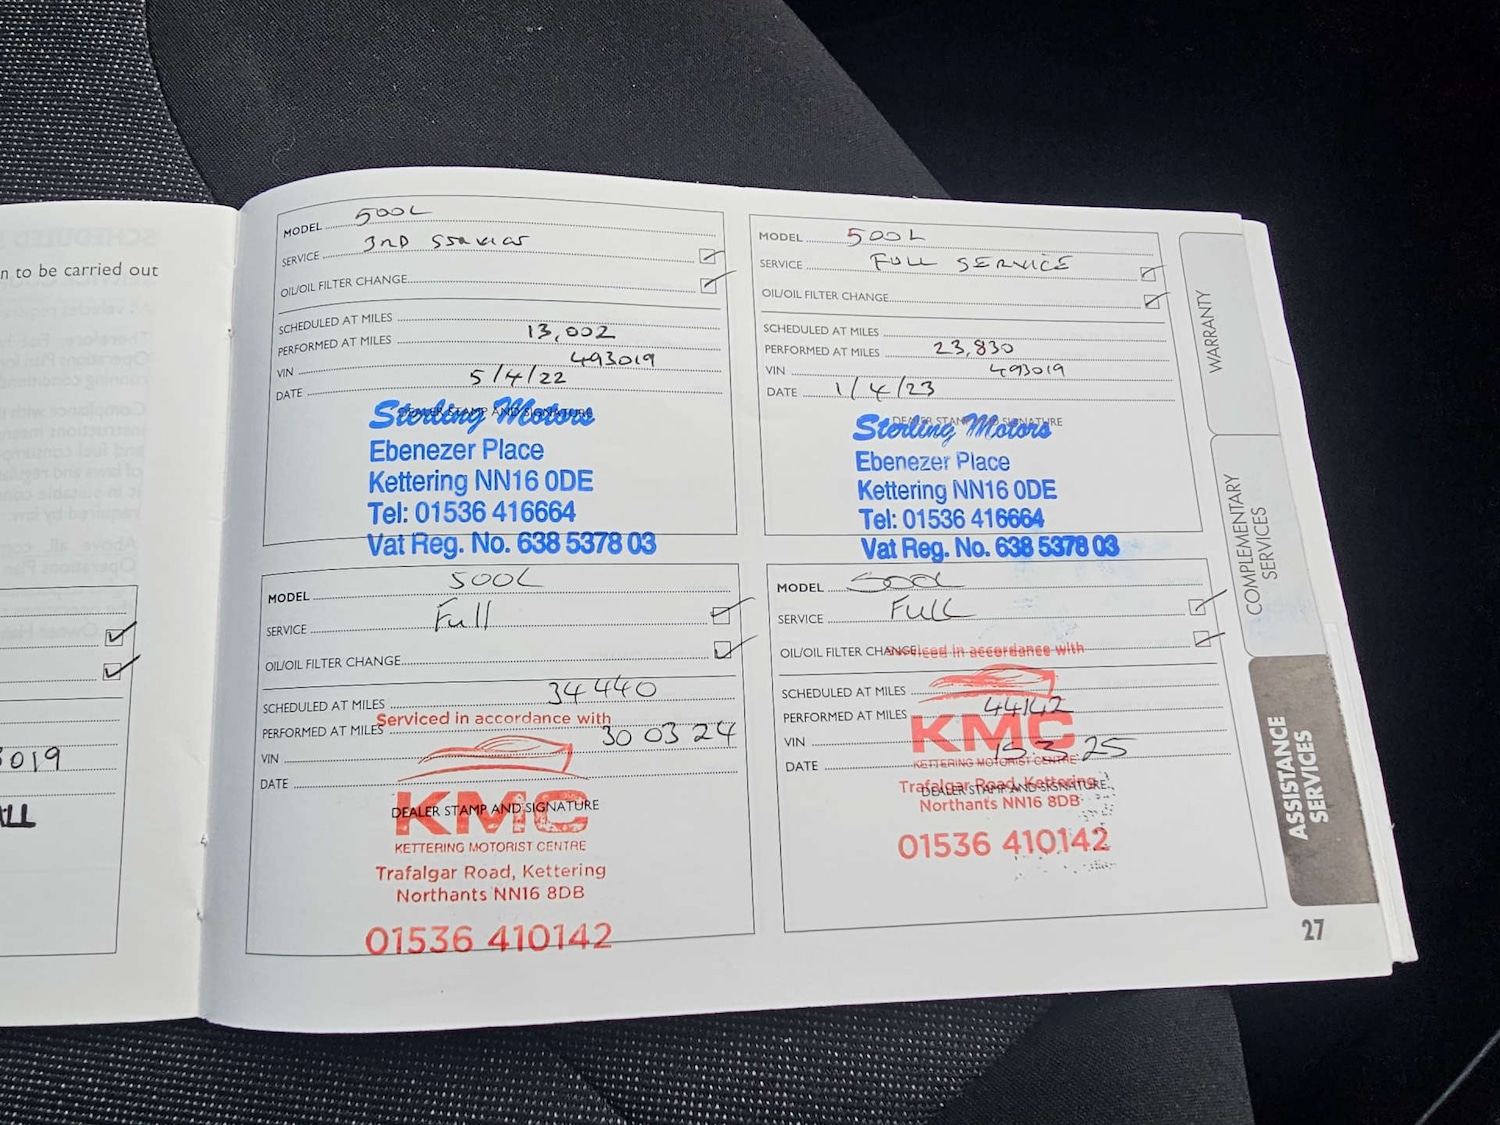 n to be carried out
3019
ALL
MODEL 500L
SERVICE 3RD SERVICE
OIL/OIL FILTER CHANGE
SCHEDULED AT MILES
PERFORMED AT MILES 13,002
VIN 493019
DATE 5/4/22
DEALER STAMP AND SIGNATURE
Sterling Motors
Ebenezer Place
Kettering NN16 0DE
Tel: 01536 416664
Vat Reg. No. 638 5378 03
MODEL 500L
SERVICE FULL SERVICE
OIL/OIL FILTER CHANGE
SCHEDULED AT MILES
PERFORMED AT MILES 23,830
VIN 493019
DATE 1/4/23
DEALER STAMP AND SIGNATURE
Sterling Motors
Ebenezer Place
Kettering NN16 0DE
Tel: 01536 416664
Vat Reg. No. 638 5378 03
MODEL 500L
SERVICE Full
OIL/OIL FILTER CHANGE
SCHEDULED AT MILES 34440
PERFORMED AT MILES
Serviced in accordance with
VIN 30 03 24
DATE
DEALER STAMP AND SIGNATURE
KMC
KETTERING MOTORIST CENTRE
Trafalgar Road, Kettering
Northants NN16 8DB
01536 410142
MODEL 500L
SERVICE FULL
OIL/OIL FILTER CHANGE
Serviced in accordance with
SCHEDULED AT MILES
PERFORMED AT MILES 44142
VIN
DATE 15.3.25
KMC
KETTERING MOTORIST CENTRE
Trafalgar Road, Kettering
DEALER STAMP AND SIGNATURE
Northants NN16 8DB
01536 410142
WARRANTY
COMPLEMENTARY
SERVICES
ASSISTANCE
SERVICES
27